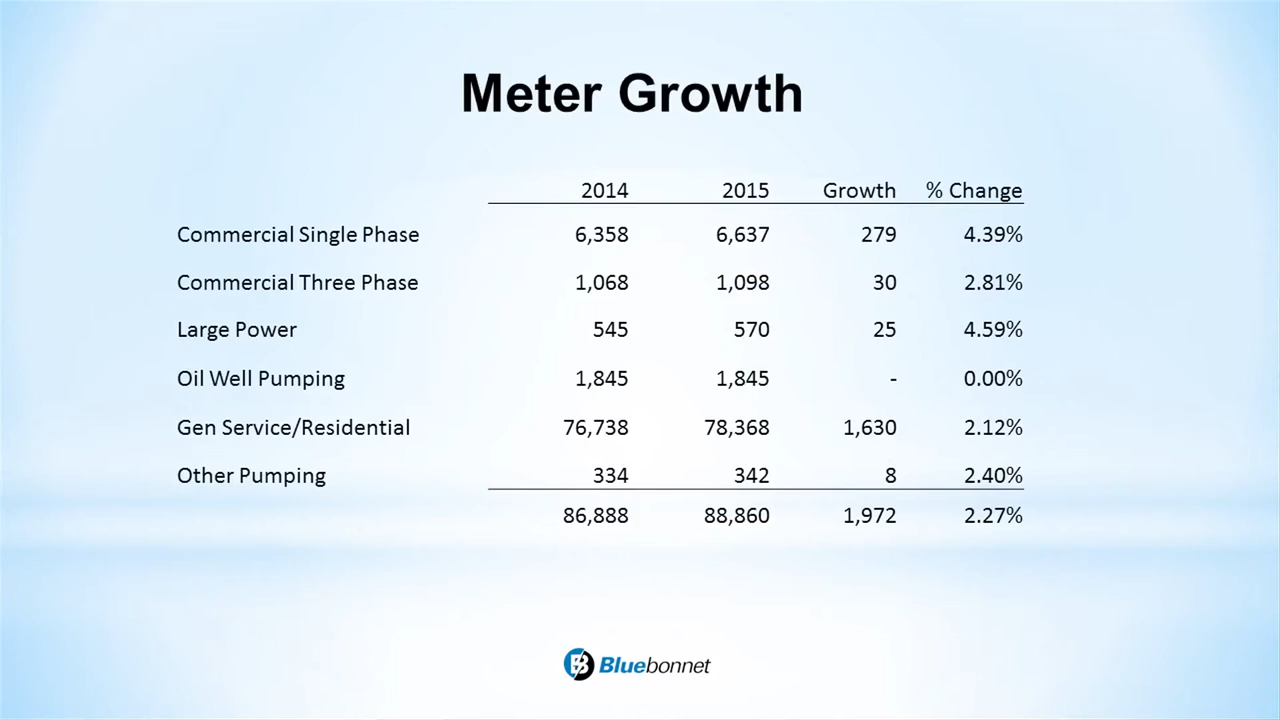 Meter Growth
2014 2015 Growth % Change
Commercial Single Phase 6,358 6,637 279 4.39%
Commercial Three Phase 1,068 1,098 30 2.81%
Large Power 545 570 25 4.59%
Oil Well Pumping 1,845 1,845 - 0.00%
Gen Service/Residential 76,738 78,368 1,630 2.12%
Other Pumping 334 342 8 2.40%
86,888 88,860 1,972 2.27%
Bluebonnet